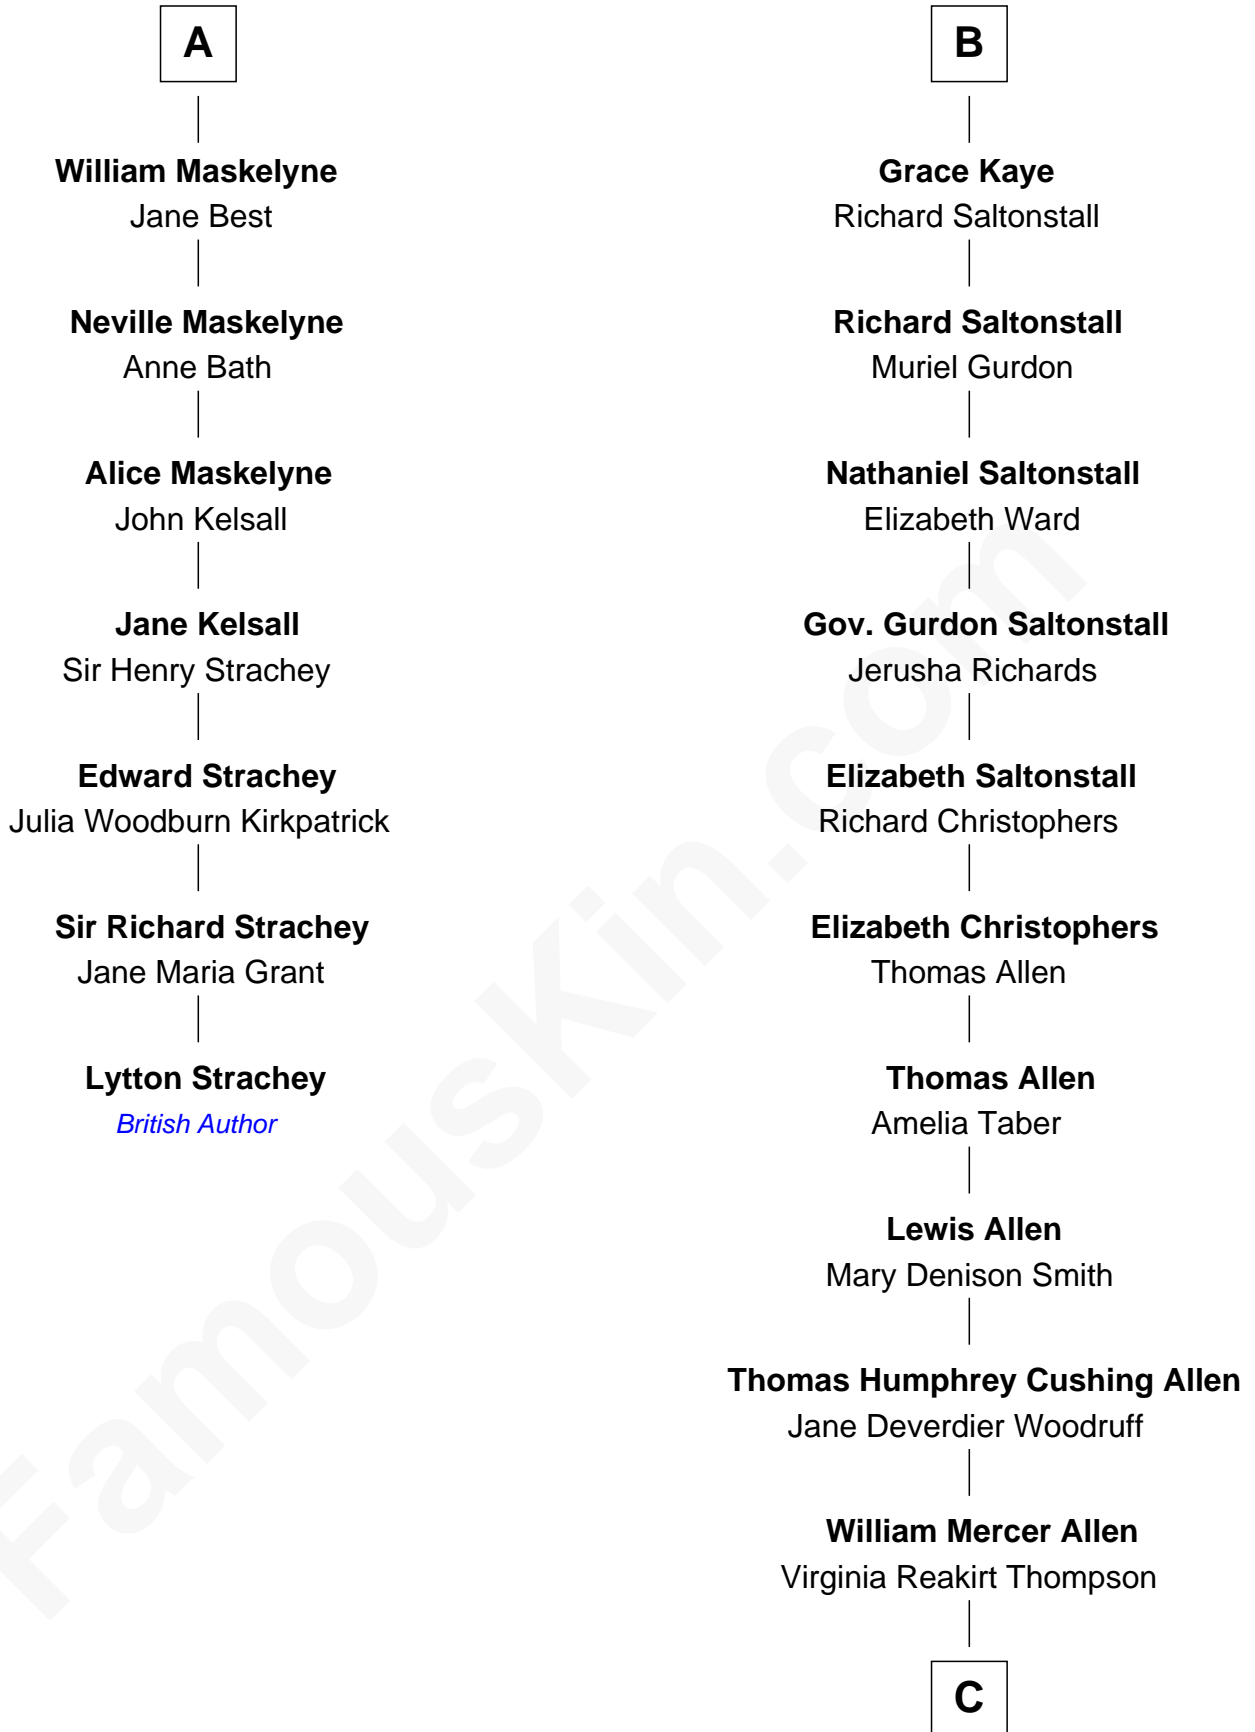 A
William Maskelyne
Jane Best
Neville Maskelyne
Anne Bath
Alice Maskelyne
John Kelsall
Jane Kelsall
Sir Henry Strachey
Edward Strachey
Julia Woodburn Kirkpatrick
Sir Richard Strachey
Jane Maria Grant
Lytton Strachey
British Author
B
Grace Kaye
Richard Saltonstall
Richard Saltonstall
Muriel Gurdon
Nathaniel Saltonstall
Elizabeth Ward
Gov. Gurdon Saltonstall
Jerusha Richards
Elizabeth Saltonstall
Richard Christophers
Elizabeth Christophers
Thomas Allen
Thomas Allen
Amelia Taber
Lewis Allen
Mary Denison Smith
Thomas Humphrey Cushing Allen
Jane Deverdier Woodruff
William Mercer Allen
Virginia Reakirt Thompson
C
FamousKin.com